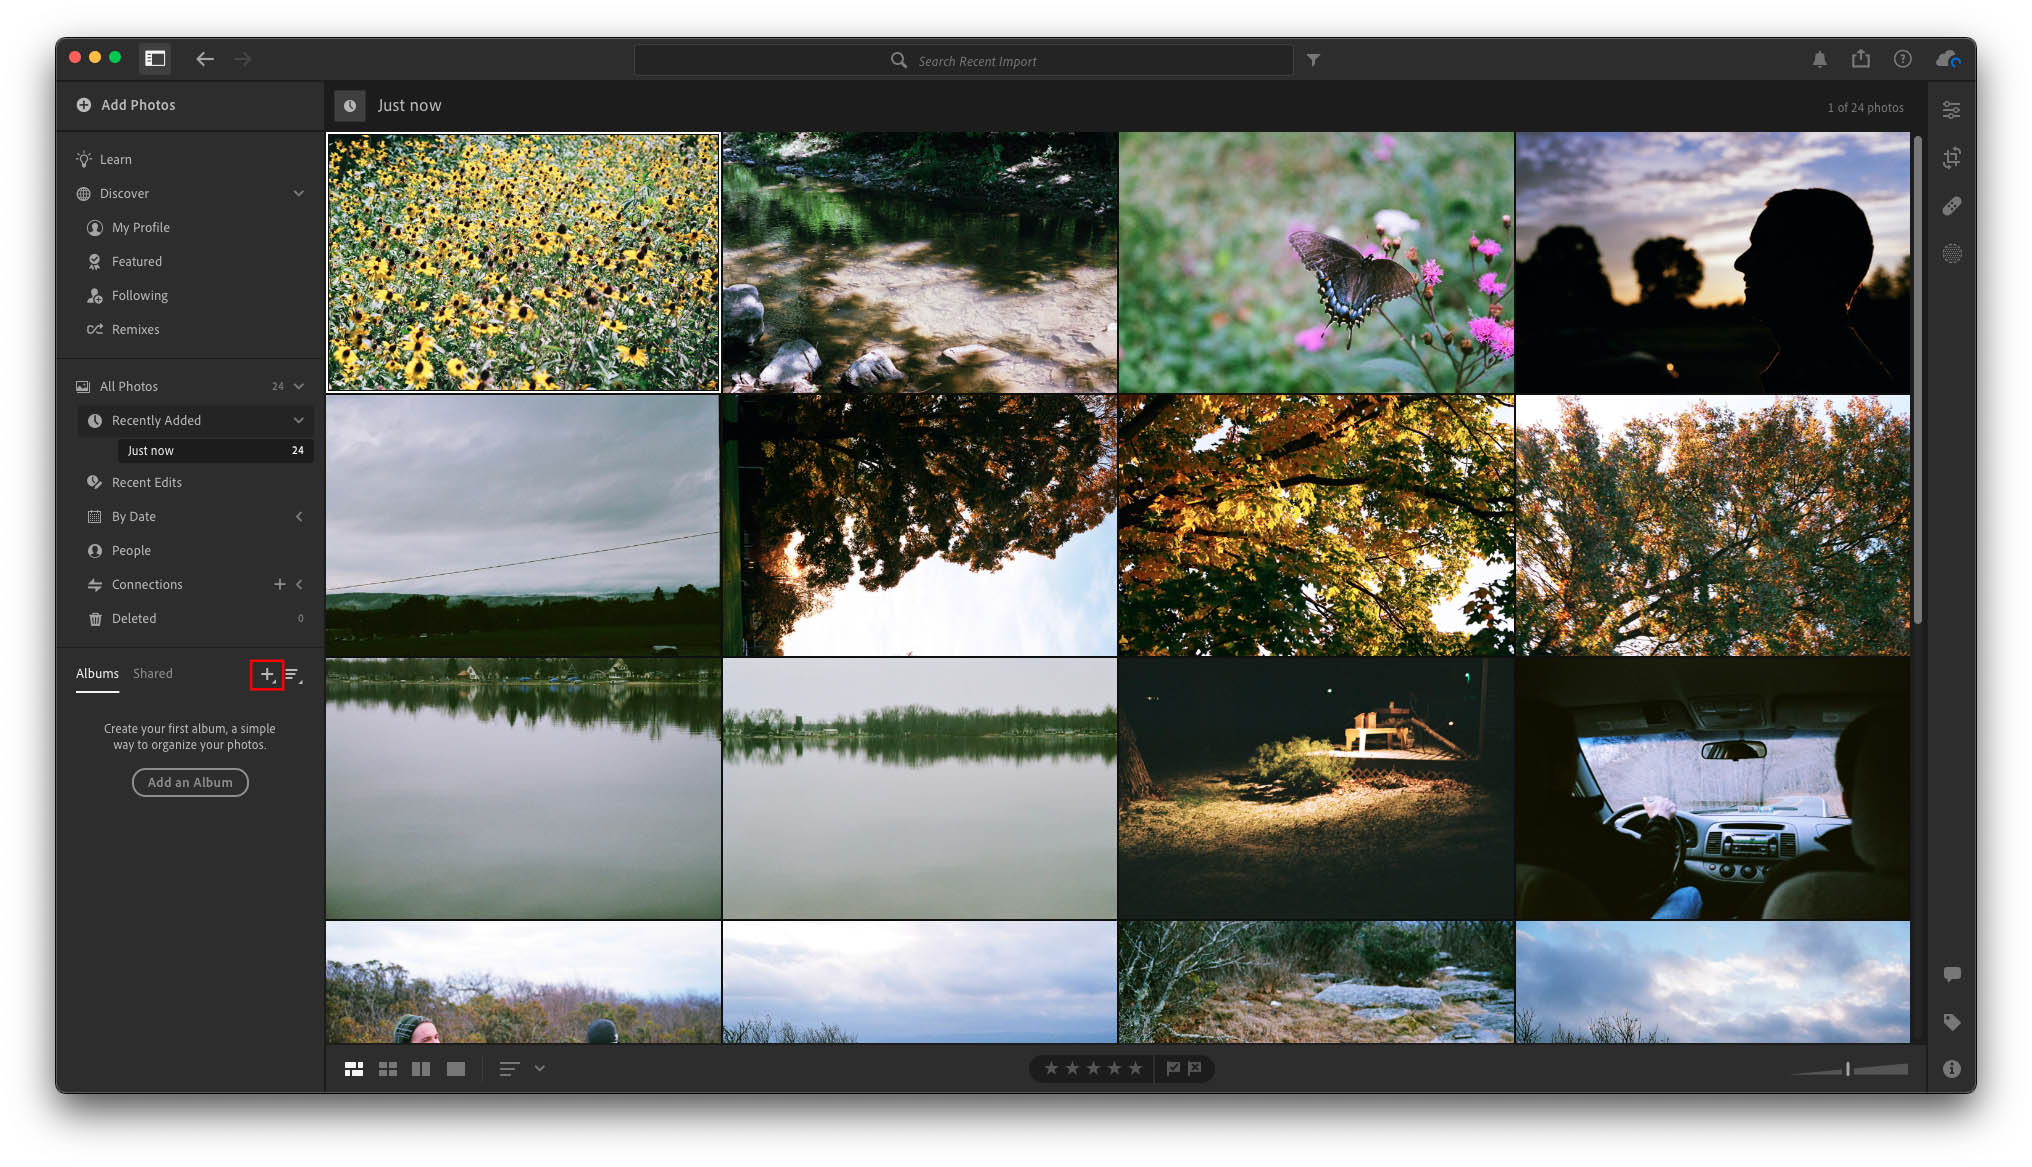 Search Recent Import
Add Photos
Just now
1 of 24 photos
Learn
Discover
My Profile
Featured
Following
Remixes
All Photos 24
Recently Added
Just now 24
Recent Edits
By Date
People
Connections
Deleted 0
Albums Shared
Create your first album, a simple
way to organize your photos.
Add an Album